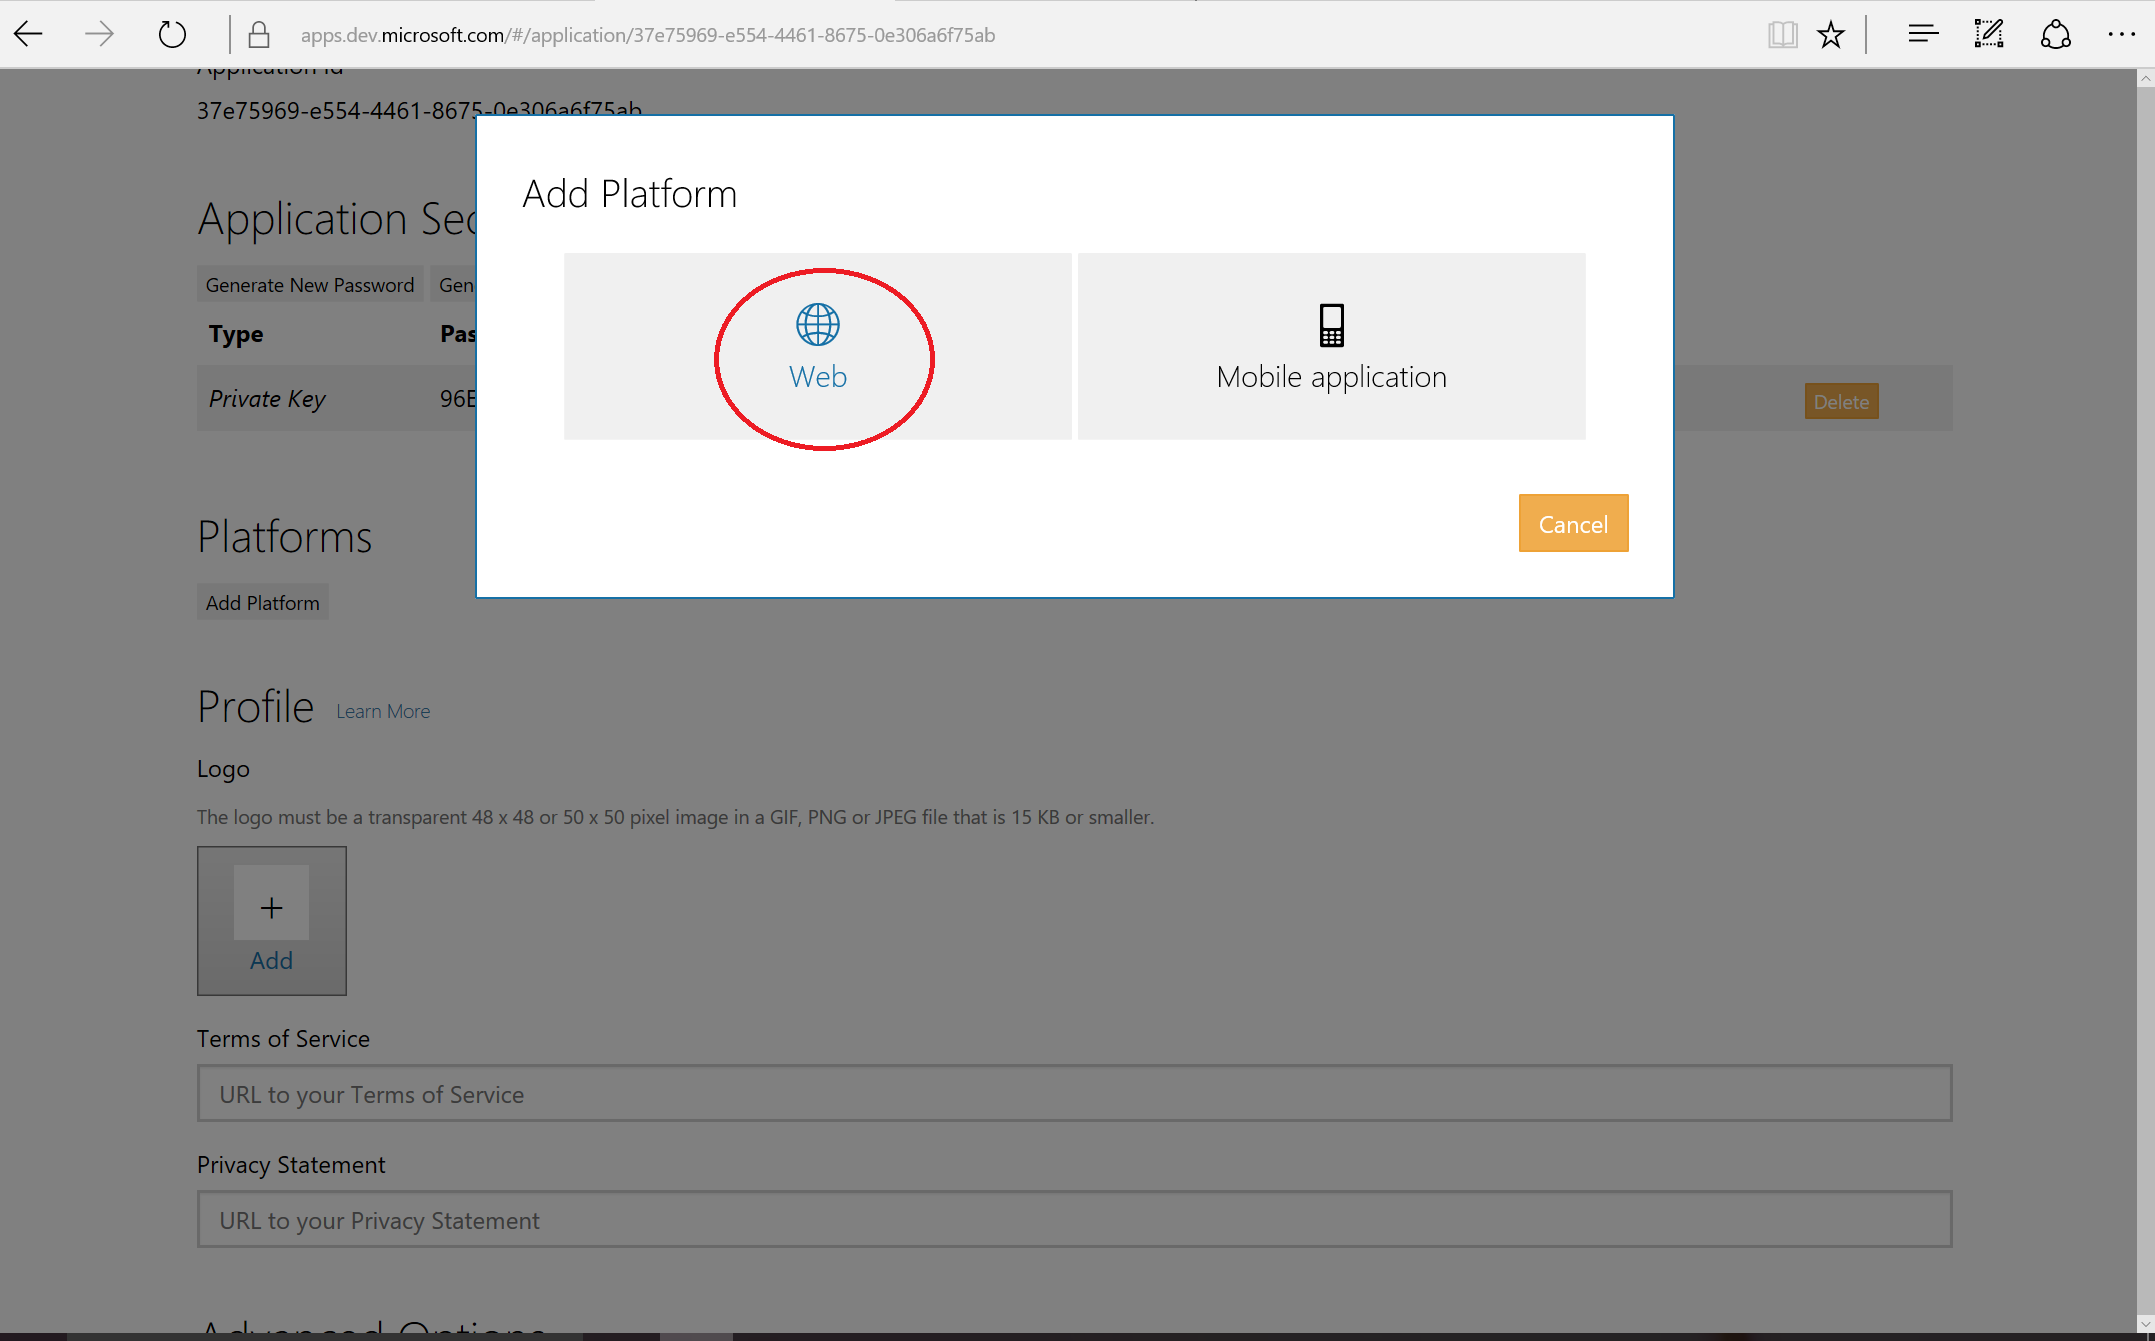 apps.dev.microsoft.com/#/application/37e75969-e554-4461-8675-0e306a6f75ab
Application Id
37e75969-e554-4461-8675-0e306a6f75ab
Add Platform
Web
Mobile application
Cancel
Application Sec
Generate New Password
Gen
Type
Pas
Private Key
96E
Delete
Platforms
Add Platform
Profile
Learn More
Logo
The logo must be a transparent 48 x 48 or 50 x 50 pixel image in a GIF, PNG or JPEG file that is 15 KB or smaller.
+
Add
Terms of Service
URL to your Terms of Service
Privacy Statement
URL to your Privacy Statement
Advanced Options